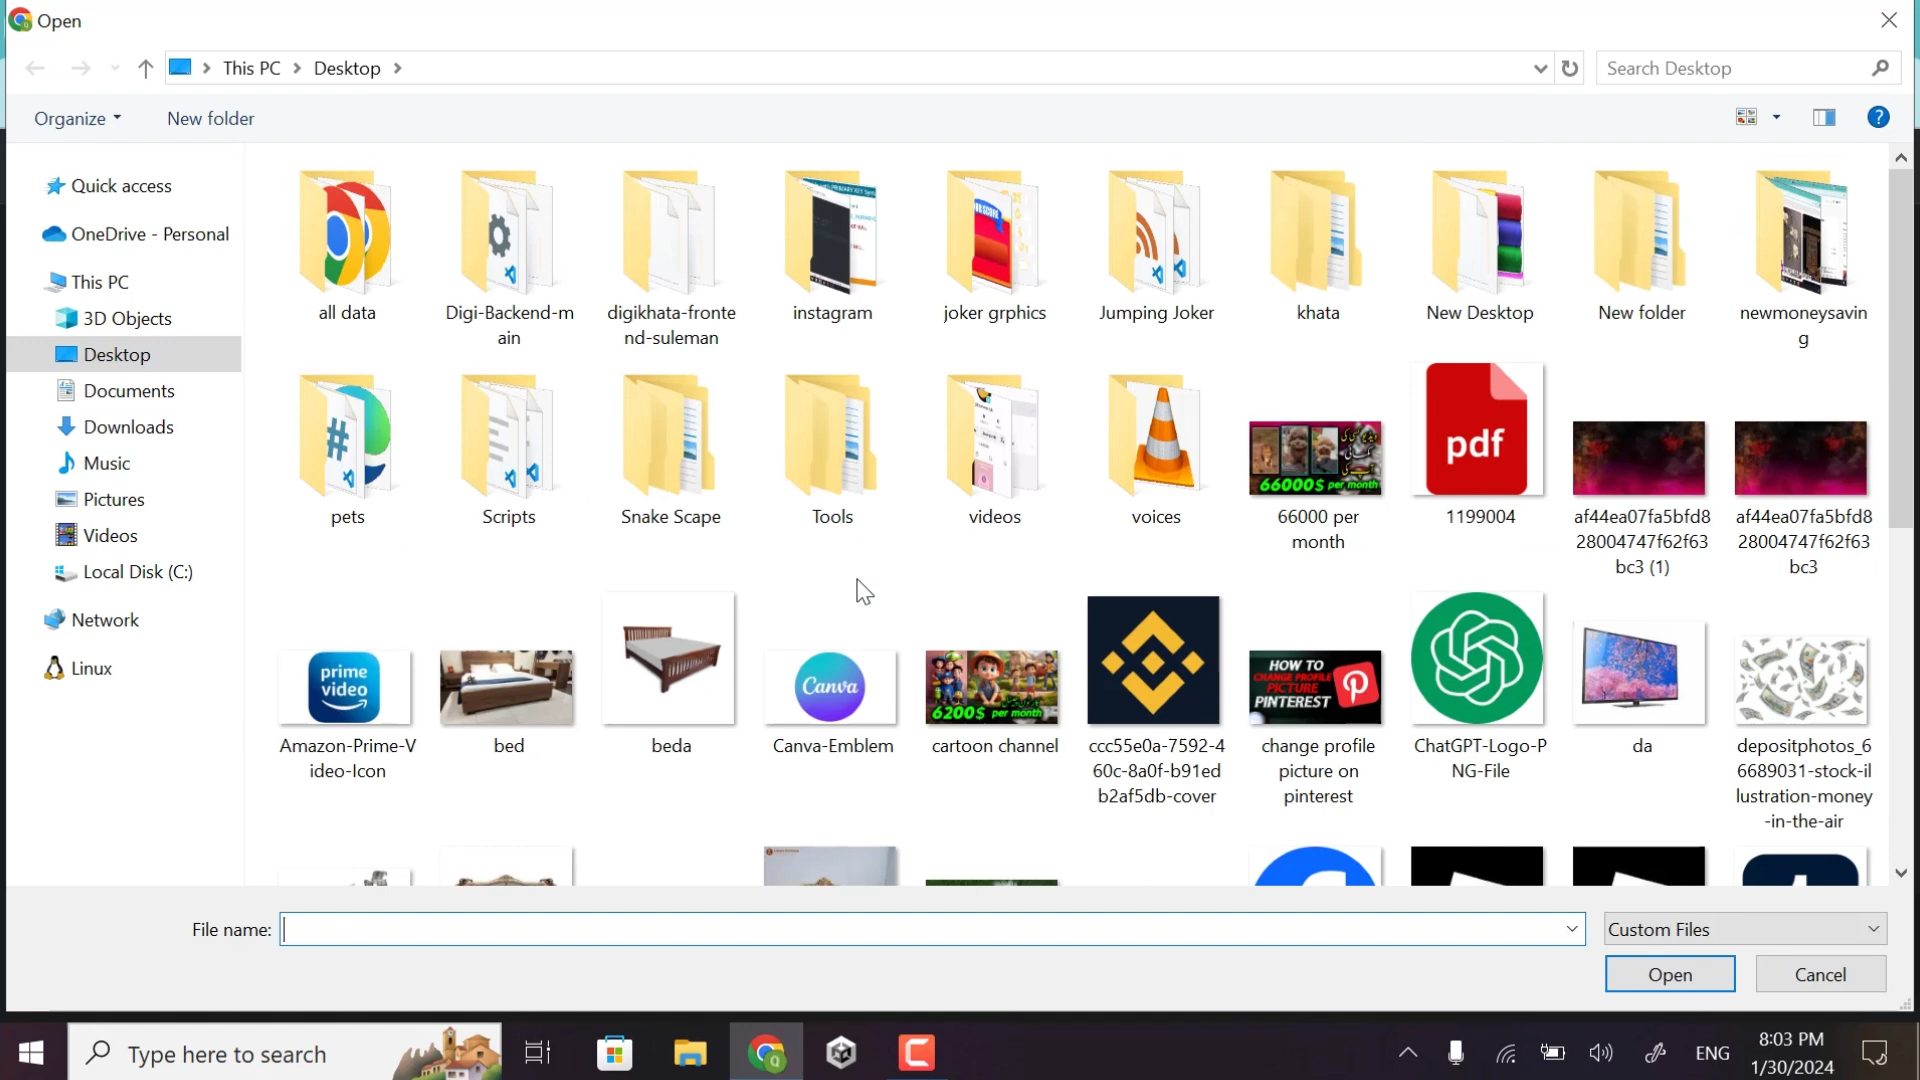 Open
This PC
Desktop
Search Desktop
Organize
New folder
Quick access
OneDrive - Personal
This PC
3D Objects
Desktop
Documents
Downloads
Music
Pictures
Videos
Local Disk (C:)
Network
Linux
all data
Digi-Backend-m
ain
digikhata-fronte
nd-suleman
instagram
joker grphics
Jumping Joker
khata
New Desktop
New folder
newmoneysavin
g
pets
Scripts
Snake Scape
Tools
videos
voices
66000$ per month
66000 per
month
pdf
1199004
af44ea07fa5bfd8
28004747f62f63
bc3 (1)
af44ea07fa5bfd8
28004747f62f63
bc3
prime
video
Amazon-Prime-V
ideo-Icon
bed
beda
Canva
Canva-Emblem
6200$ per month
cartoon channel
ccc55e0a-7592-4
60c-8a0f-b91ed
b2af5db-cover
HOW TO
CHANGE PROFILE
PICTURE
PINTEREST
change profile
picture on
pinterest
ChatGPT-Logo-P
NG-File
da
depositphotos_6
6689031-stock-il
lustration-money
-in-the-air
File name:
Custom Files
Open
Cancel
Type here to search
ENG
8:03 PM
1/30/2024